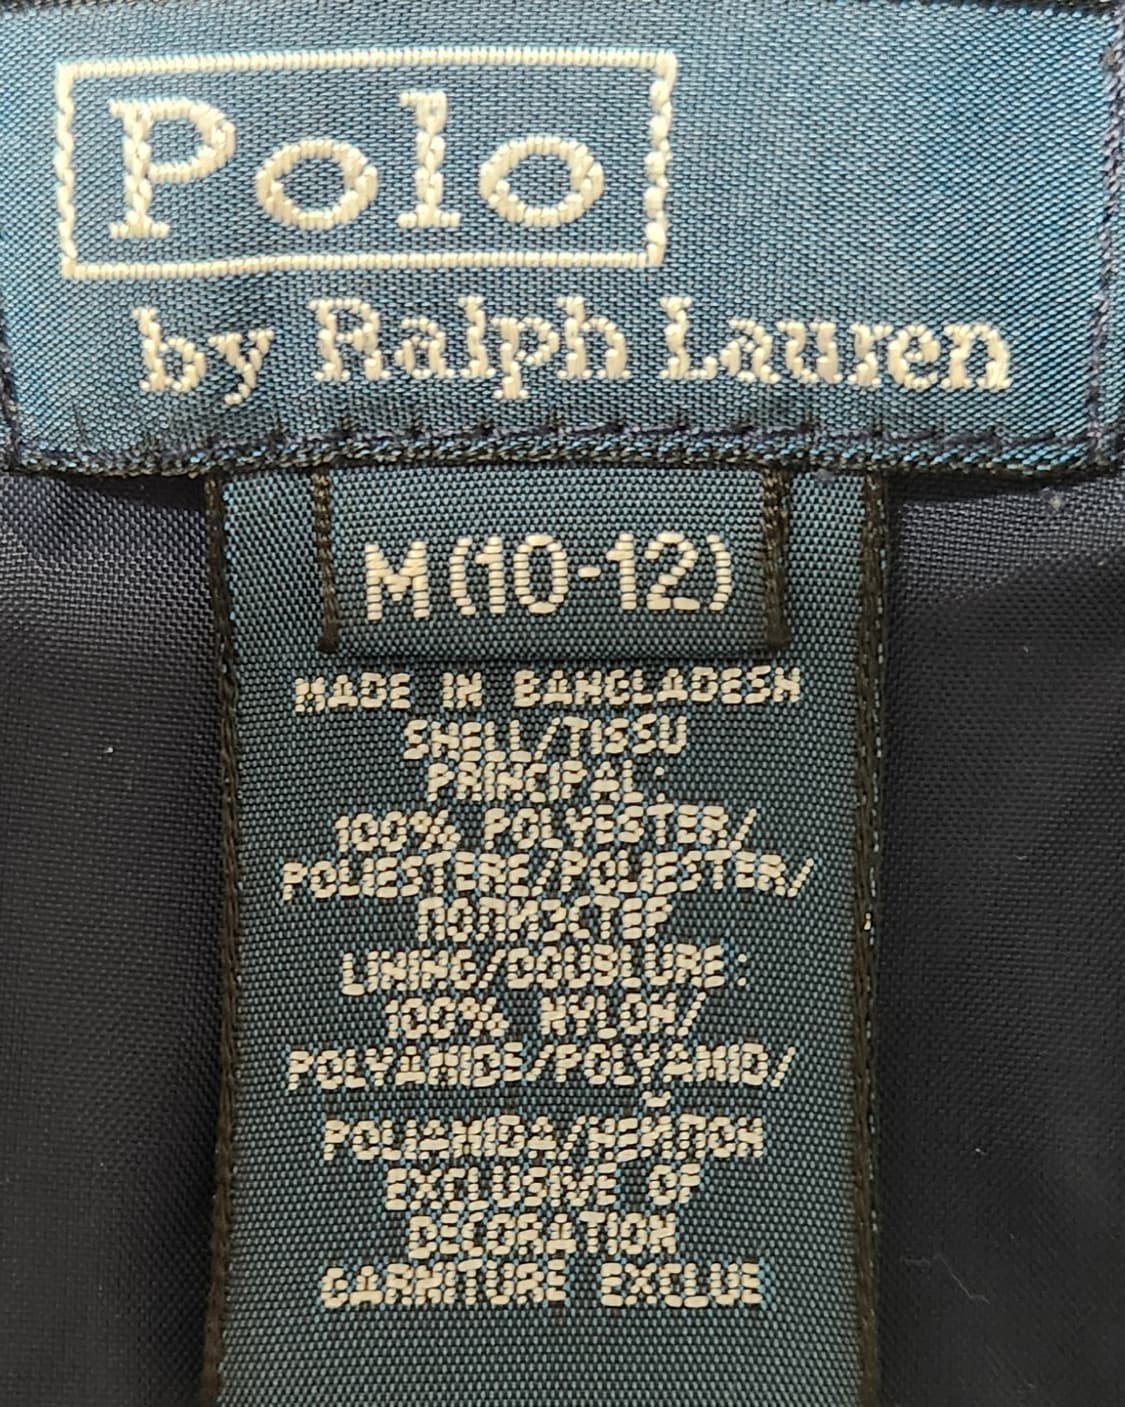 Polo
by Ralph Lauren
M (10-12)
MADE IN BANGLADESH
SHELL/TISSU
PRINCIPAL:
100% POLYESTER/
POLIESTERE/POLIESTER/
ПОЛИЭСТЕР
LINING/DOUBLURE:
100% NYLON/
POLYAMIDE/POLYAMID/
POLIAMIDA/НЕЙЛОН
EXCLUSIVE OF
DECORATION
GARNITURE EXCLUE